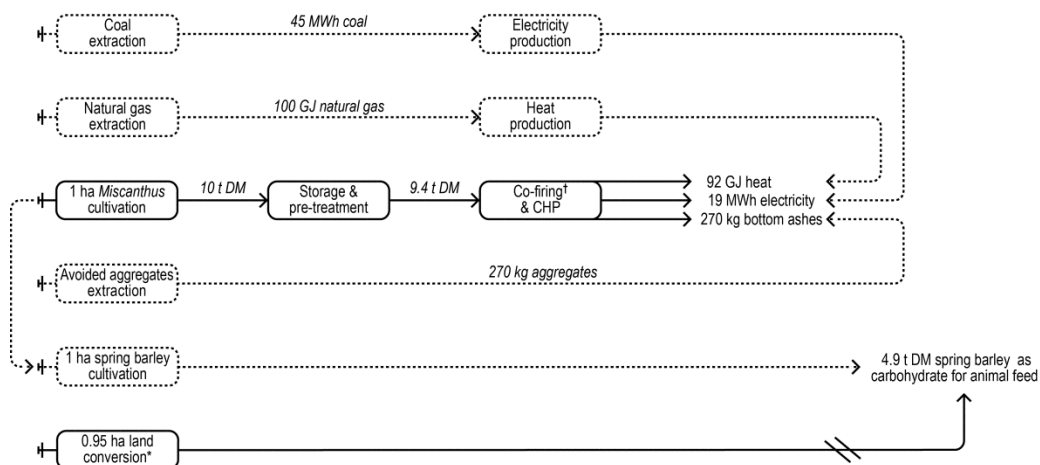 Coal
extraction
45 MWh coal
Electricity
production
Natural gas
extraction
100 GJ natural gas
Heat
production
1 ha Miscanthus
cultivation
10 t DM
Storage &
pre-treatment
9.4 t DM
Co-firing†
& CHP
92 GJ heat
19 MWh electricity
270 kg bottom ashes
Avoided aggregates
extraction
270 kg aggregates
1 ha spring barley
cultivation
4.9 t DM spring barley as
carbohydrate for animal feed
0.95 ha land
conversion*